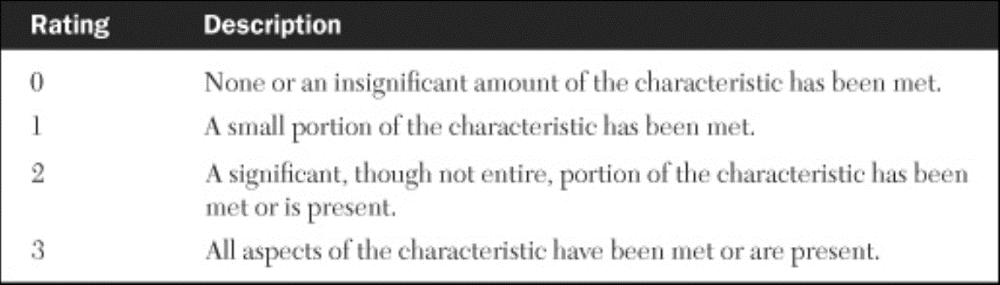 Rating Description
0 None or an insignificant amount of the characteristic has been met.
1 A small portion of the characteristic has been met.
2 A significant, though not entire, portion of the characteristic has been
met or is present.
3 All aspects of the characteristic have been met or are present.